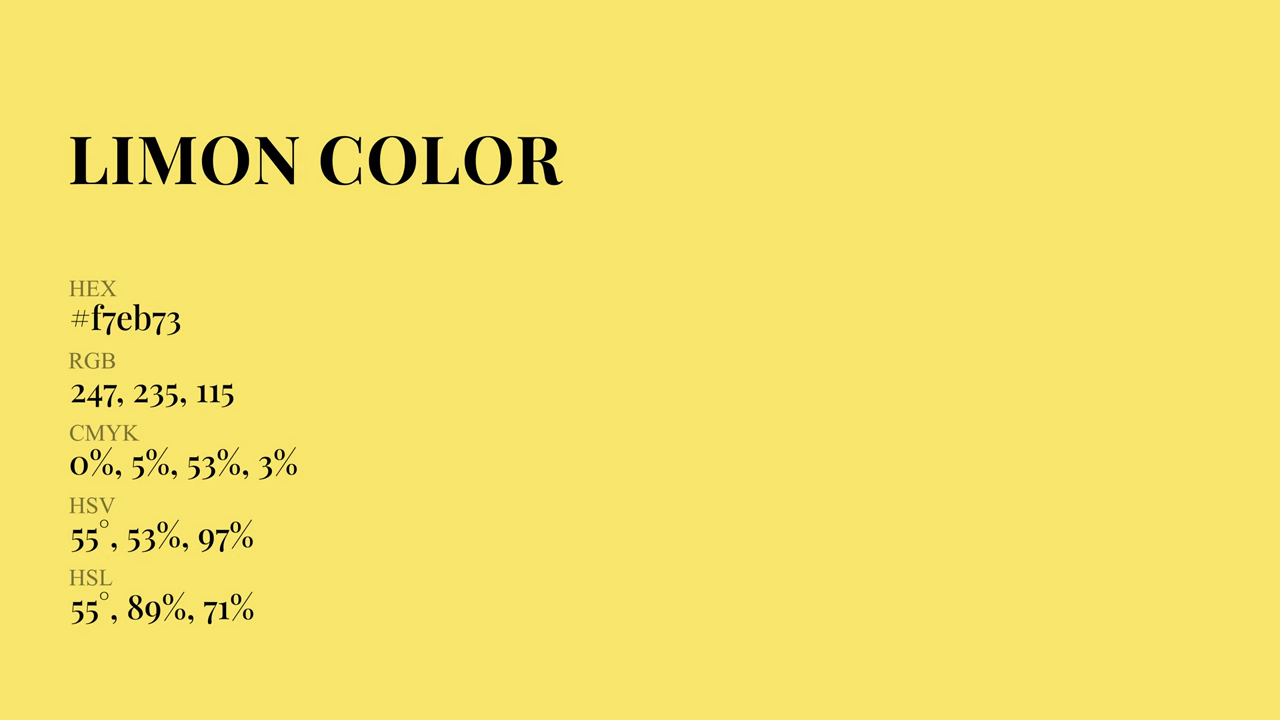 LIMON COLOR
HEX
#f7eb73
RGB
247, 235, 115
CMYK
0%, 5%, 53%, 3%
HSV
55°, 53%, 97%
HSL
55°, 89%, 71%